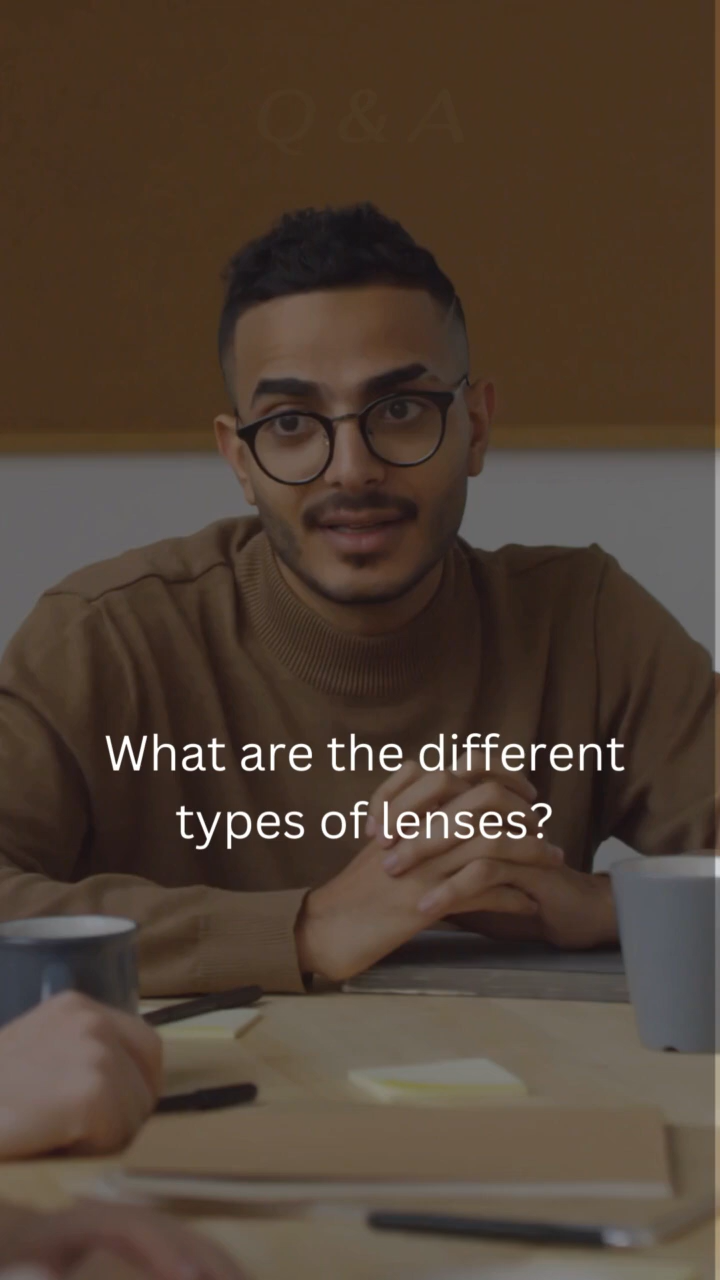 Q & A
What are the different
types of lenses?